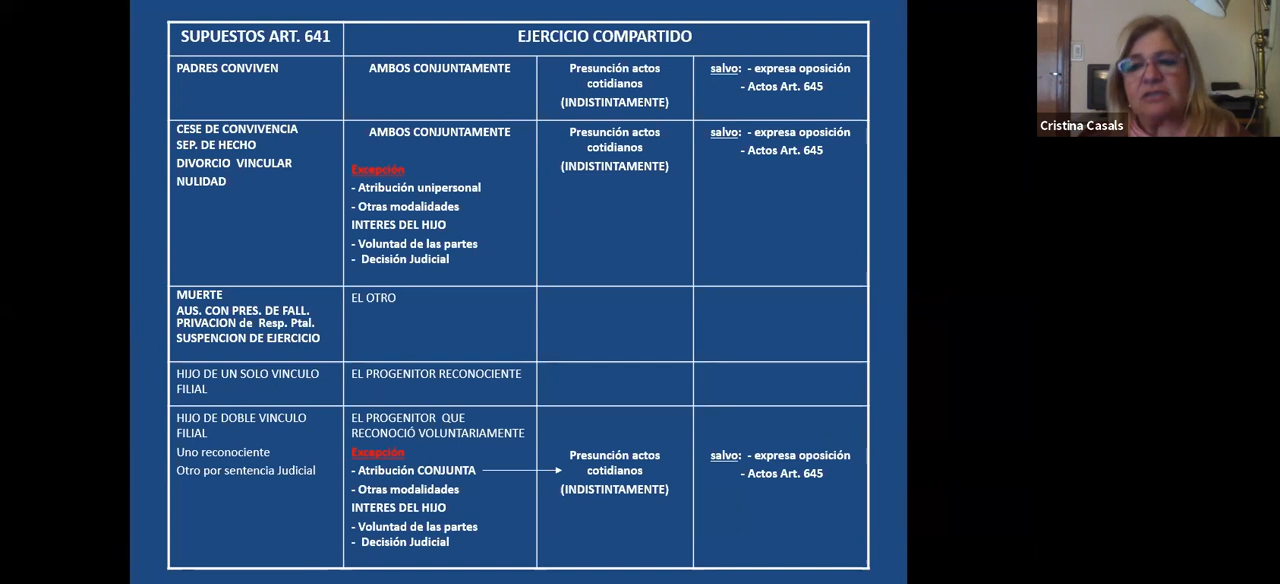 SUPUESTOS ART. 641
EJERCICIO COMPARTIDO
PADRES CONVIVEN
AMBOS CONJUNTAMENTE
Presunción actos
cotidianos
(INDISTINTAMENTE)
salvo: - expresa oposición
- Actos Art. 645
CESE DE CONVIVENCIA
SEP. DE HECHO
DIVORCIO VINCULAR
NULIDAD
AMBOS CONJUNTAMENTE
Excepción
- Atribución unipersonal
- Otras modalidades
INTERES DEL HIJO
- Voluntad de las partes
- Decisión Judicial
Presunción actos
cotidianos
(INDISTINTAMENTE)
salvo: - expresa oposición
- Actos Art. 645
MUERTE
AUS. CON PRES. DE FALL.
PRIVACION de Resp. Ptal.
SUSPENCION DE EJERCICIO
EL OTRO
HIJO DE UN SOLO VINCULO
FILIAL
EL PROGENITOR RECONOCIENTE
HIJO DE DOBLE VINCULO
FILIAL
Uno reconociente
Otro por sentencia Judicial
EL PROGENITOR QUE
RECONOCIÓ VOLUNTARIAMENTE
Excepción
- Atribución CONJUNTA
- Otras modalidades
INTERES DEL HIJO
- Voluntad de las partes
- Decisión Judicial
Presunción actos
cotidianos
(INDISTINTAMENTE)
salvo: - expresa oposición
- Actos Art. 645
Cristina Casals